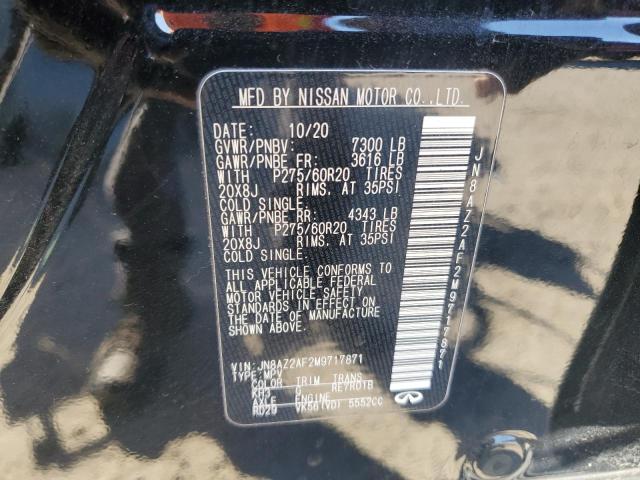 MFD BY NISSAN MOTOR CO.,LTD.
DATE: 10/20
GVWR/PNBV: 7300 LB
GAWR/PNBE FR: 3616 LB
WITH P275/60R20 TIRES
20X8J RIMS, AT 35PSI
COLD SINGLE.
GAWR/PNBE RR: 4343 LB
WITH P275/60R20 TIRES
20X8J RIMS, AT 35PSI
COLD SINGLE.
THIS VEHICLE CONFORMS TO
ALL APPLICABLE FEDERAL
MOTOR VEHICLE SAFETY
STANDARDS IN EFFECT ON
THE DATE OF MANUFACTURE
SHOWN ABOVE.
VIN: JN8AZ2AF2M9717871
TYPE: MPV
COLOR TRIM TRANS
KH3 G RE7R01B
AXLE ENGINE
RD29 VK56(VD) 5552CC
JN8AZ2AF2M9717871
INFINITI